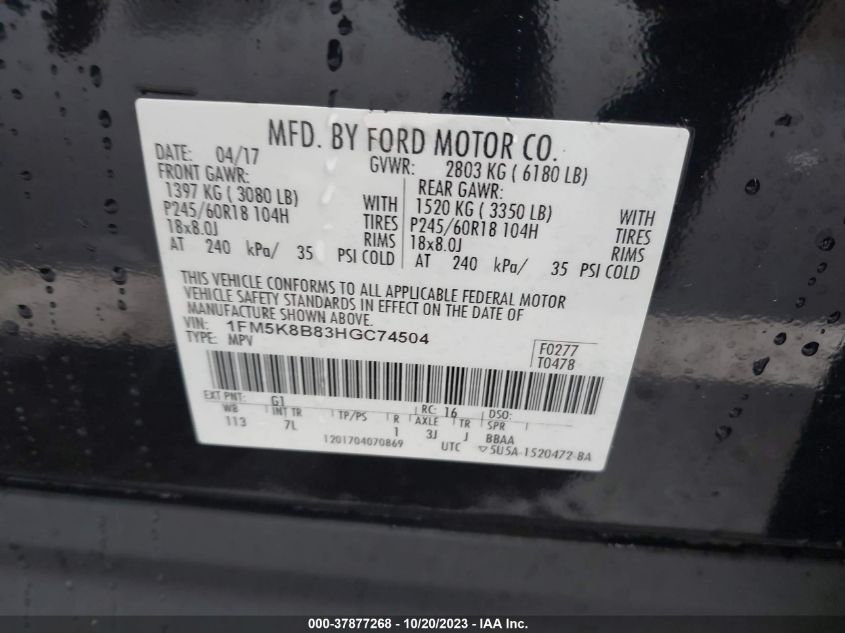 MFD. BY FORD MOTOR CO.
DATE: 04/17 GVWR: 2803 KG ( 6180 LB)
FRONT GAWR: REAR GAWR:
1397 KG ( 3080 LB) WITH 1520 KG ( 3350 LB) WITH
P245/60R18 104H TIRES P245/60R18 104H TIRES
18x8.0J RIMS 18x8.0J RIMS
AT 240 kPa/ 35 PSI COLD AT 240 kPa/ 35 PSI COLD
THIS VEHICLE CONFORMS TO ALL APPLICABLE FEDERAL MOTOR
VEHICLE SAFETY STANDARDS IN EFFECT ON THE DATE OF
MANUFACTURE SHOWN ABOVE.
VIN: 1FM5K8B83HGC74504
TYPE: MPV F0277
T0478
EXT PNT: G1 RC: 16 DSO:
WB INT TR TP/PS R AXLE TR SPR
113 7L 1 3J J BBAA
1201704070869 UTC ▽5U5A-1520472-BA
000-37877268 - 10/20/2023 - IAA Inc.